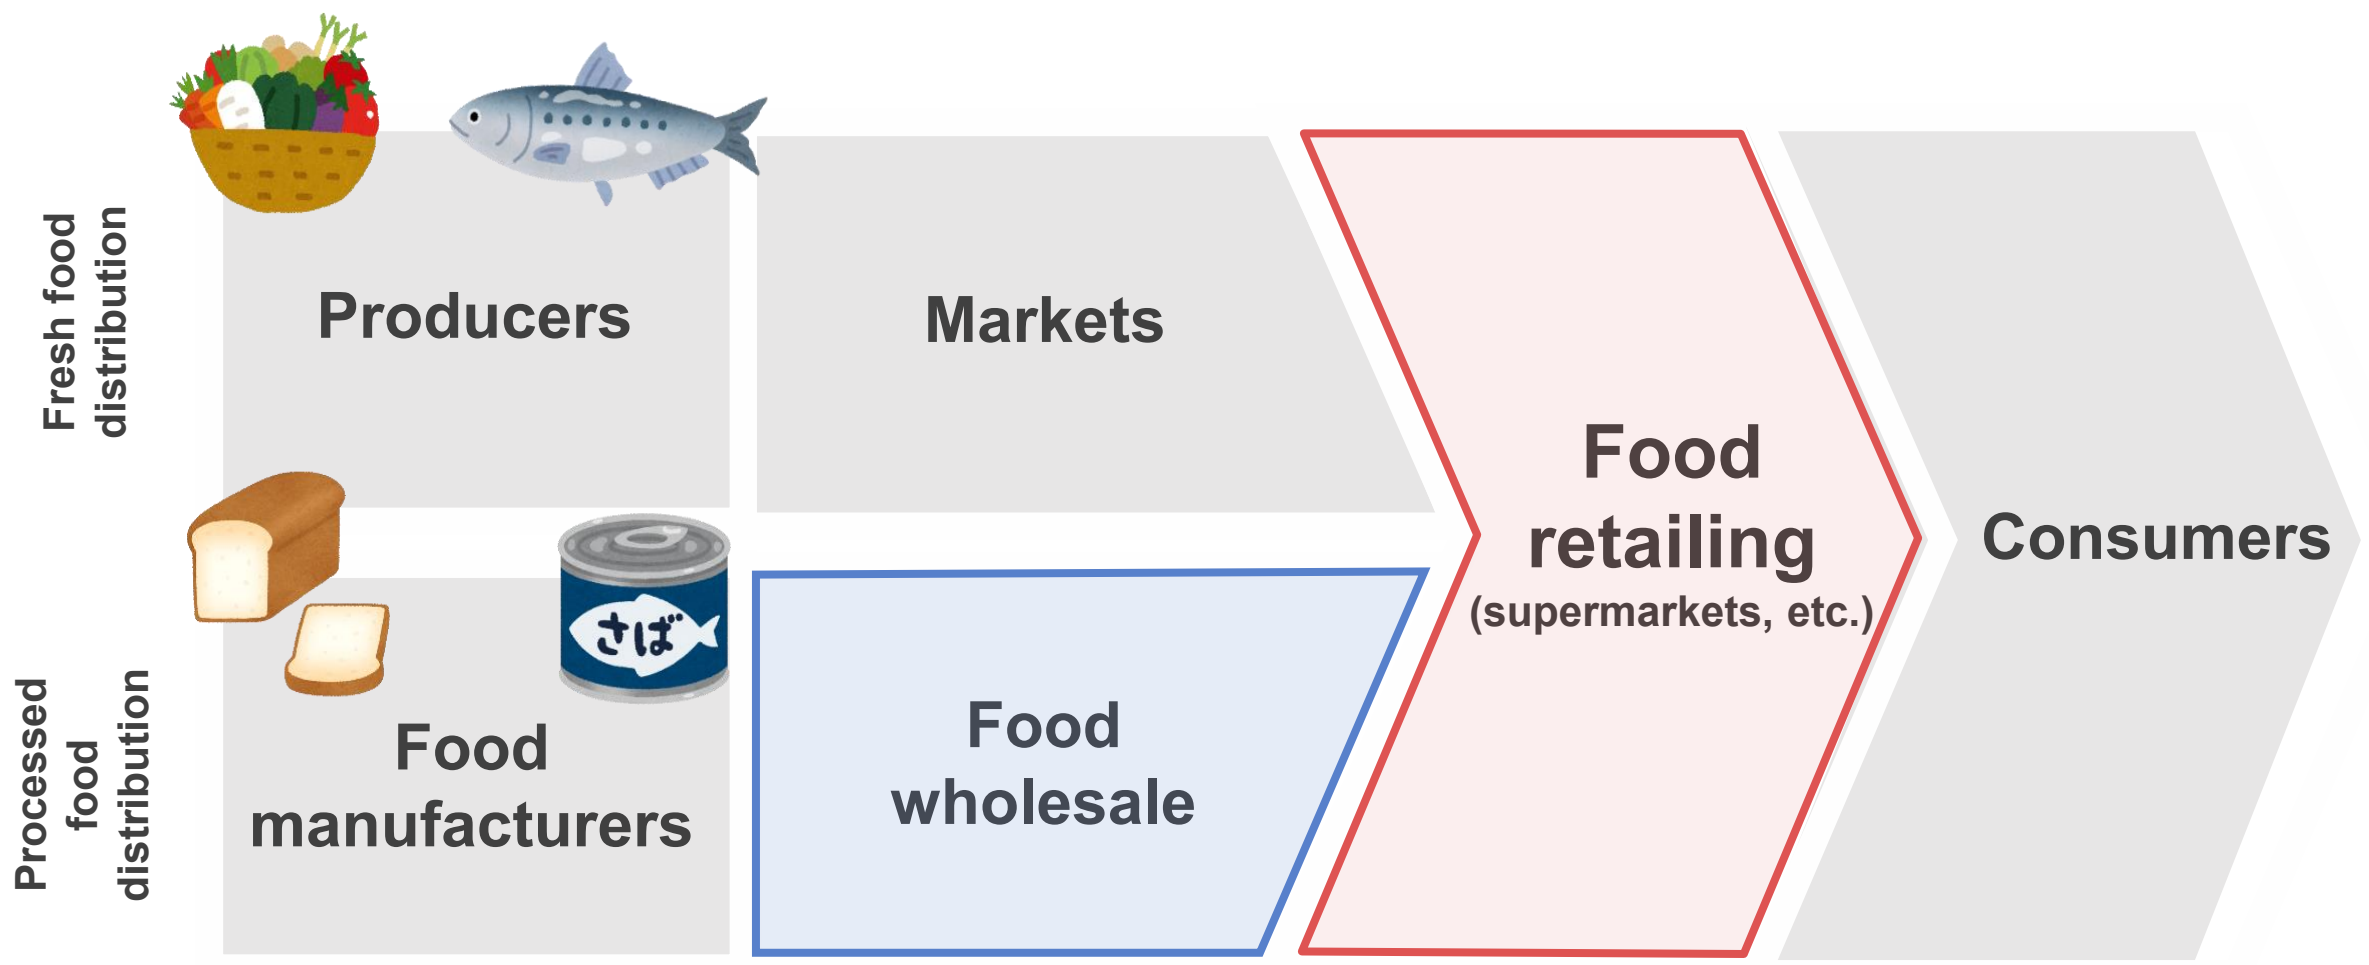 Fresh food
distribution
Producers
Markets
Food
retailing
(supermarkets, etc.)
Consumers
Processed
food
distribution
さば
Food
manufacturers
Food
wholesale